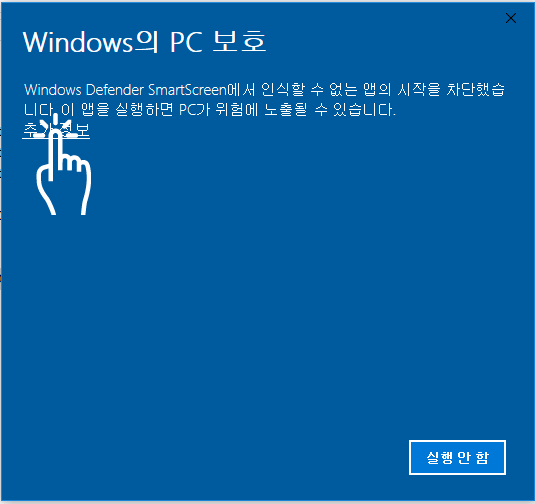 Windows의 PC 보호
Windows Defender SmartScreen에서 인식할 수 없는 앱의 시작을 차단했습
니다. 이 앱을 실행하면 PC가 위험에 노출될 수 있습니다.
추가 정보
실행 안 함